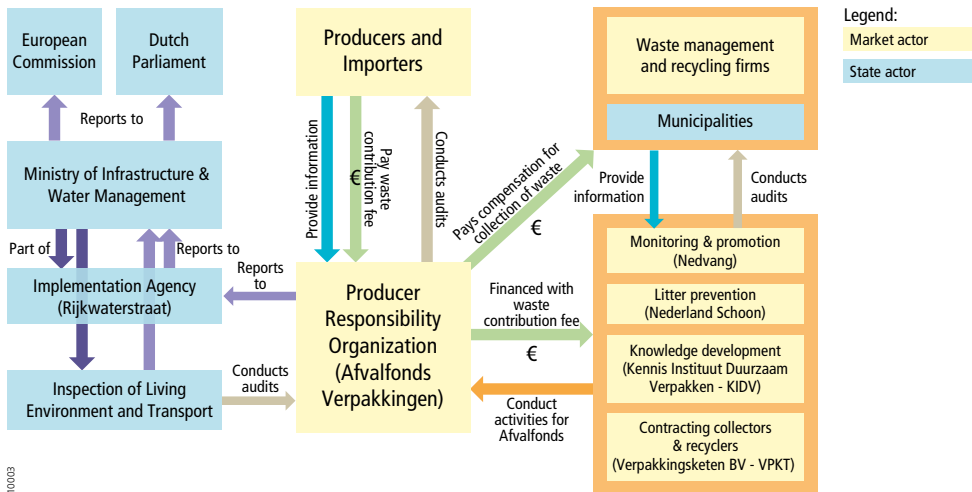 European
Commission
Dutch
Parliament
Reports to
Ministry of Infrastructure &
Water Management
Part of
Reports to
Implementation Agency
(Rijkwaterstraat)
Inspection of Living
Environment and Transport
Reports
to
Conducts
audits
Producers and
Importers
Provide information
€
Pay waste
contribution fee
Conducts audits
Producer
Responsibility
Organization
(Afvalfonds
Verpakkingen)
Pays compensation for
collection of waste
€
Financed with
waste
contribution fee
€
Conduct
activities for
Afvalfonds
Waste management
and recycling firms
Municipalities
Provide
information
Conducts
audits
Monitoring & promotion
(Nedvang)
Litter prevention
(Nederland Schoon)
Knowledge development
(Kennis Instituut Duurzaam
Verpakken - KIDV)
Contracting collectors
& recyclers
(Verpakkingsketen BV - VPKT)
Legend:
Market actor
State actor
10003